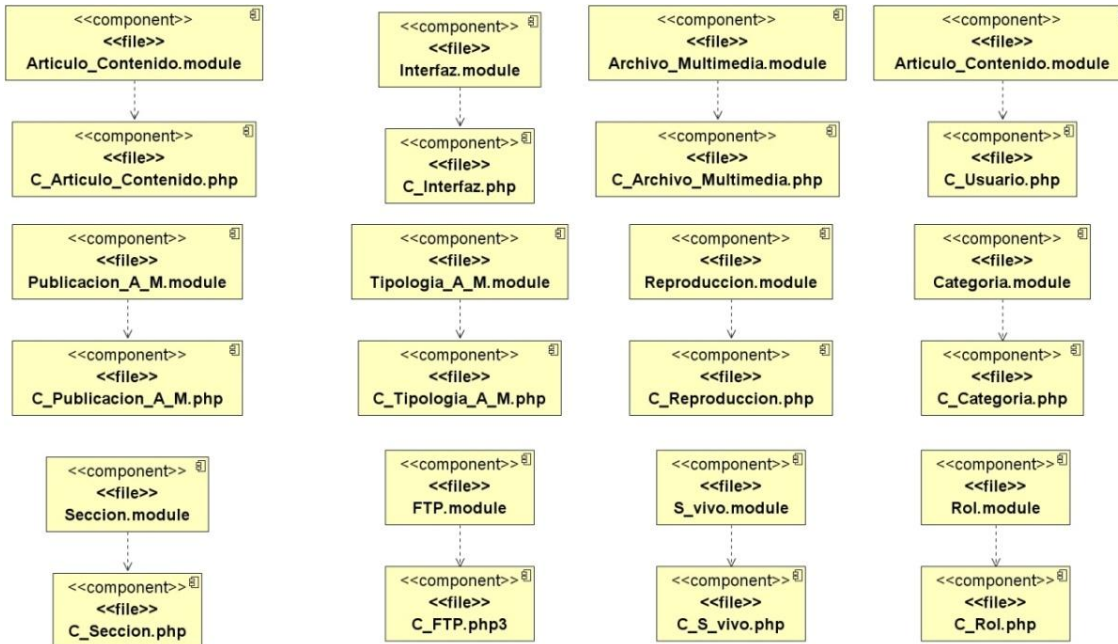 <<component>>
<<file>>
Articulo_Contenido.module
<<component>>
<<file>>
Interfaz.module
<<component>>
<<file>>
Archivo_Multimedia.module
<<component>>
<<file>>
Articulo_Contenido.module
<<component>>
<<file>>
C_Articulo_Contenido.php
<<component>>
<<file>>
C_Interfaz.php
<<component>>
<<file>>
C_Archivo_Multimedia.php
<<component>>
<<file>>
C_Usuario.php
<<component>>
<<file>>
Publicacion_A_M.module
<<component>>
<<file>>
Tipologia_A_M.module
<<component>>
<<file>>
Reproduccion.module
<<component>>
<<file>>
Categoria.module
<<component>>
<<file>>
C_Publicacion_A_M.php
<<component>>
<<file>>
C_Tipologia_A_M.php
<<component>>
<<file>>
C_Reproduccion.php
<<component>>
<<file>>
C_Categoria.php
<<component>>
<<file>>
Seccion.module
<<component>>
<<file>>
FTP.module
<<component>>
<<file>>
S_vivo.module
<<component>>
<<file>>
Rol.module
<<component>>
<<file>>
C_Seccion.php
<<component>>
<<file>>
C_FTP.php3
<<component>>
<<file>>
C_S_vivo.php
<<component>>
<<file>>
C_Rol.php